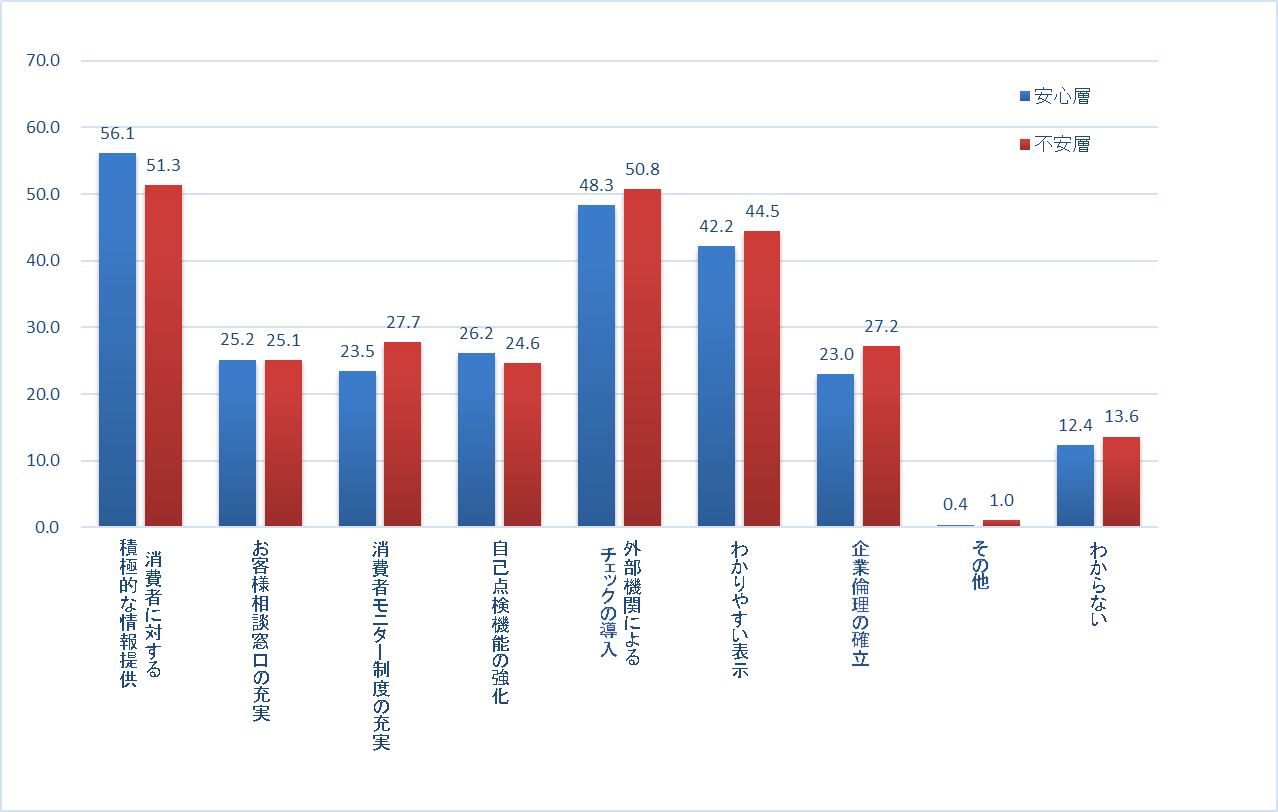 70.0
60.0
50.0
40.0
30.0
20.0
10.0
0.0
安心層
不安層
56.1
51.3
25.2
25.1
23.5
27.7
26.2
24.6
48.3
50.8
42.2
44.5
23.0
27.2
0.4
1.0
12.4
13.6
消費者に対する
積極的な情報提供
お客様相談窓口の充実
消費者モニター制度の充実
自己点検機能の強化
外部機関による
チェックの導入
わかりやすい表示
企業倫理の確立
その他
わからない